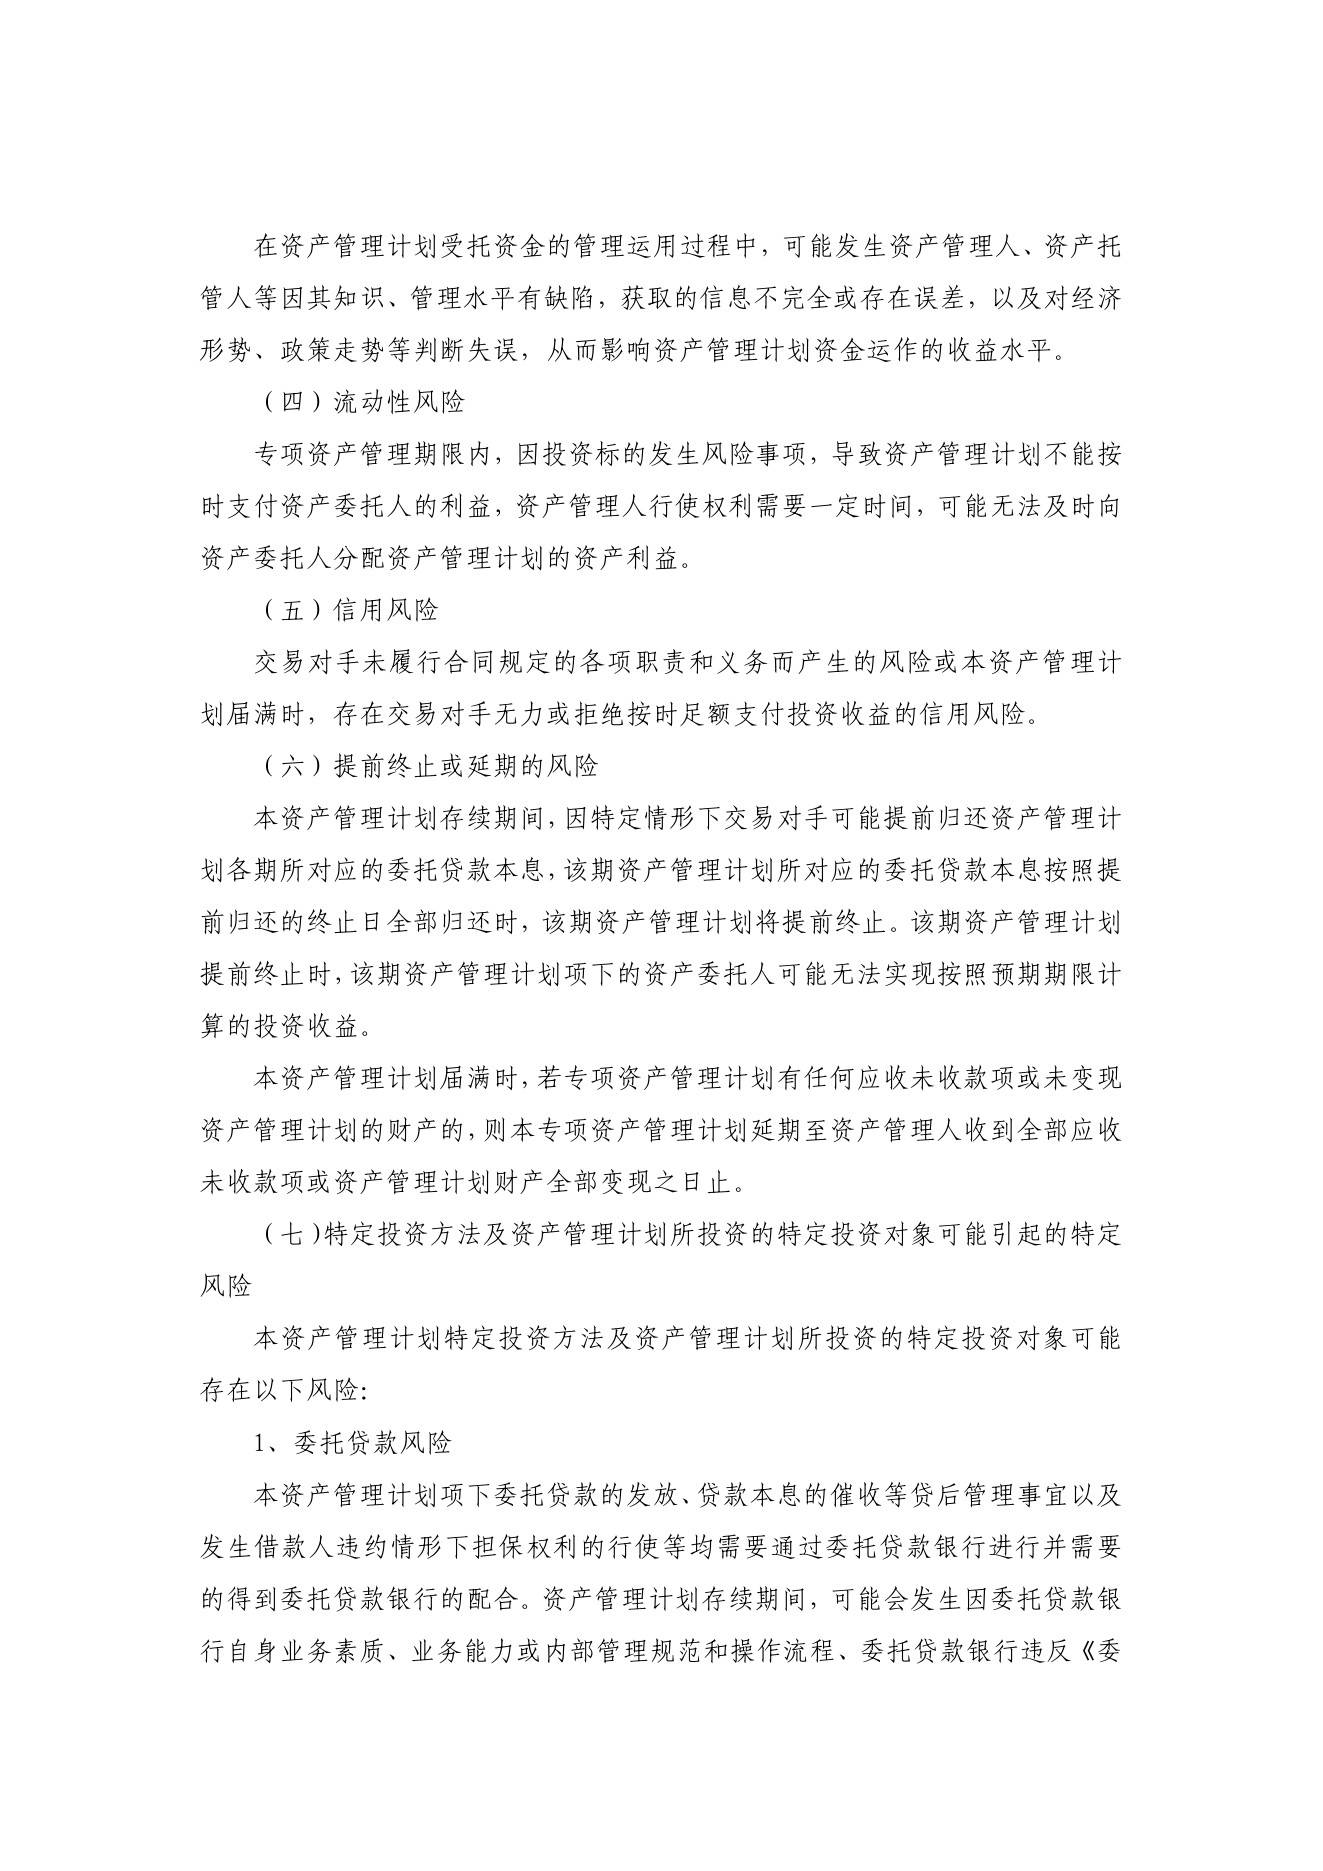 在资产管理计划受托资金的管理运用过程中，可能发生资产管理人、资产托
管人等因其知识、管理水平有缺陷，获取的信息不完全或存在误差，以及对经济
形势、政策走势等判断失误，从而影响资产管理计划资金运作的收益水平。
（四）流动性风险
专项资产管理期限内，因投资标的发生风险事项，导致资产管理计划不能按
时支付资产委托人的利益，资产管理人行使权利需要一定时间，可能无法及时向
资产委托人分配资产管理计划的资产利益。
（五）信用风险
交易对手未履行合同规定的各项职责和义务而产生的风险或本资产管理计
划届满时，存在交易对手无力或拒绝按时足额支付投资收益的信用风险。
（六）提前终止或延期的风险
本资产管理计划存续期间，因特定情形下交易对手可能提前归还资产管理计
划各期所对应的委托贷款本息，该期资产管理计划所对应的委托贷款本息按照提
前归还的终止日全部归还时，该期资产管理计划将提前终止。该期资产管理计划
提前终止时，该期资产管理计划项下的资产委托人可能无法实现按照预期期限计
算的投资收益。
本资产管理计划届满时，若专项资产管理计划有任何应收未收款项或未变现
资产管理计划的财产的，则本专项资产管理计划延期至资产管理人收到全部应收
未收款项或资产管理计划财产全部变现之日止。
（七）特定投资方法及资产管理计划所投资的特定投资对象可能引起的特定
风险
本资产管理计划特定投资方法及资产管理计划所投资的特定投资对象可能
存在以下风险:
1、委托贷款风险
本资产管理计划项下委托贷款的发放、贷款本息的催收等贷后管理事宜以及
发生借款人违约情形下担保权利的行使等均需要通过委托贷款银行进行并需要
的得到委托贷款银行的配合。资产管理计划存续期间，可能会发生因委托贷款银
行自身业务素质、业务能力或内部管理规范和操作流程、委托贷款银行违反《委